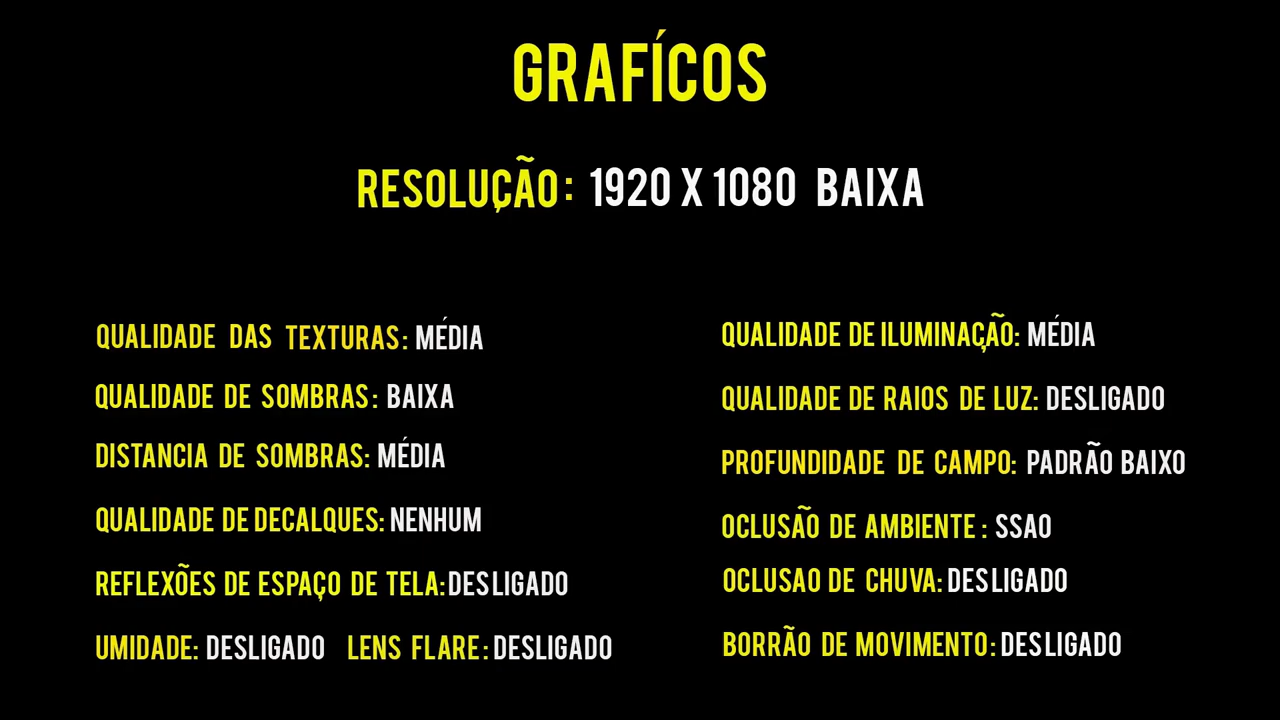 GRAFÍCOS
RESOLUÇÃO: 1920 X 1080 BAIXA
QUALIDADE DAS TEXTURAS: MÉDIA
QUALIDADE DE SOMBRAS: BAIXA
DISTANCIA DE SOMBRAS: MÉDIA
QUALIDADE DE DECALQUES: NENHUM
REFLEXÕES DE ESPAÇO DE TELA: DESLIGADO
UMIDADE: DESLIGADO LENS FLARE: DESLIGADO
QUALIDADE DE ILUMINAÇÃO: MÉDIA
QUALIDADE DE RAIOS DE LUZ: DESLIGADO
PROFUNDIDADE DE CAMPO: PADRÃO BAIXO
OCLUSÃO DE AMBIENTE: SSAO
OCLUSAO DE CHUVA: DESLIGADO
BORRÃO DE MOVIMENTO: DESLIGADO